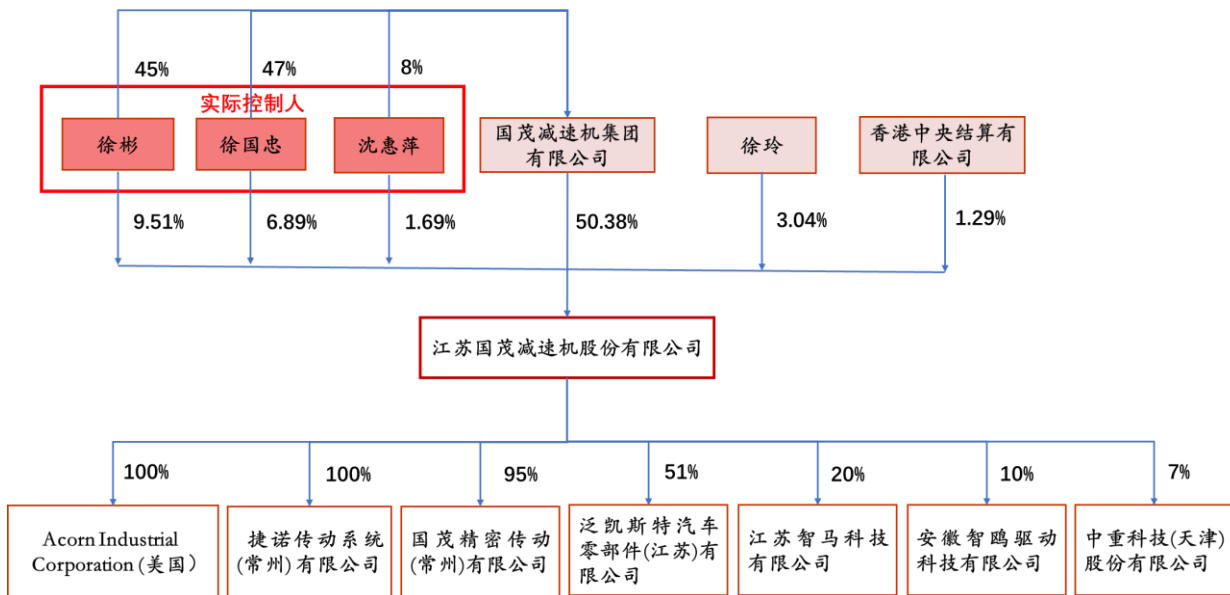 45%
47%
8%
实际控制人
徐彬
徐国忠
沈惠萍
国茂减速机集团
有限公司
徐玲
香港中央结算有
限公司
9.51%
6.89%
1.69%
50.38%
3.04%
1.29%
江苏国茂减速机股份有限公司
100%
100%
95%
51%
20%
10%
7%
Acorn Industrial
Corporation (美国）
捷诺传动系统
(常州) 有限公司
国茂精密传动
(常州)有限公司
泛凯斯特汽车
零部件(江苏)有
限公司
江苏智马科技
有限公司
安徽智鸥驱动
科技有限公司
中重科技(天津)
股份有限公司